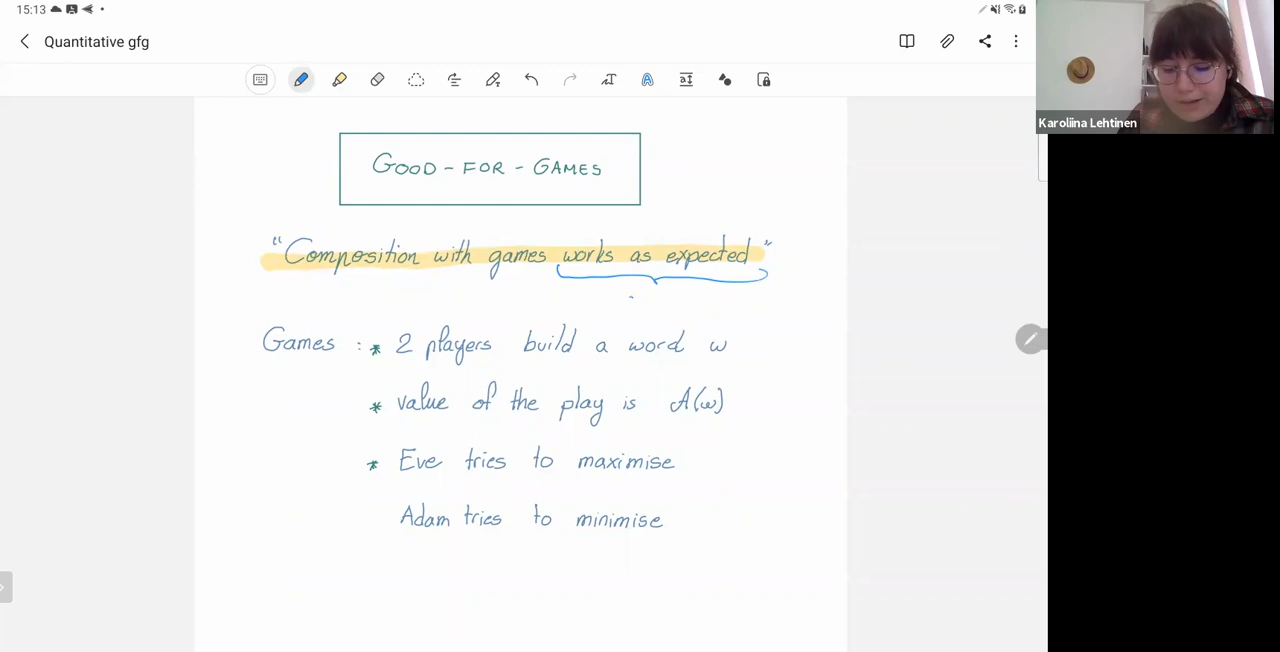 15:13
Quantitative gfg
Karoliina Lehtinen
GOOD - FOR - GAMES
"Composition with games works as expected"
Games : * 2 players build a word w
* value of the play is A(w)
* Eve tries to maximise
Adam tries to minimise